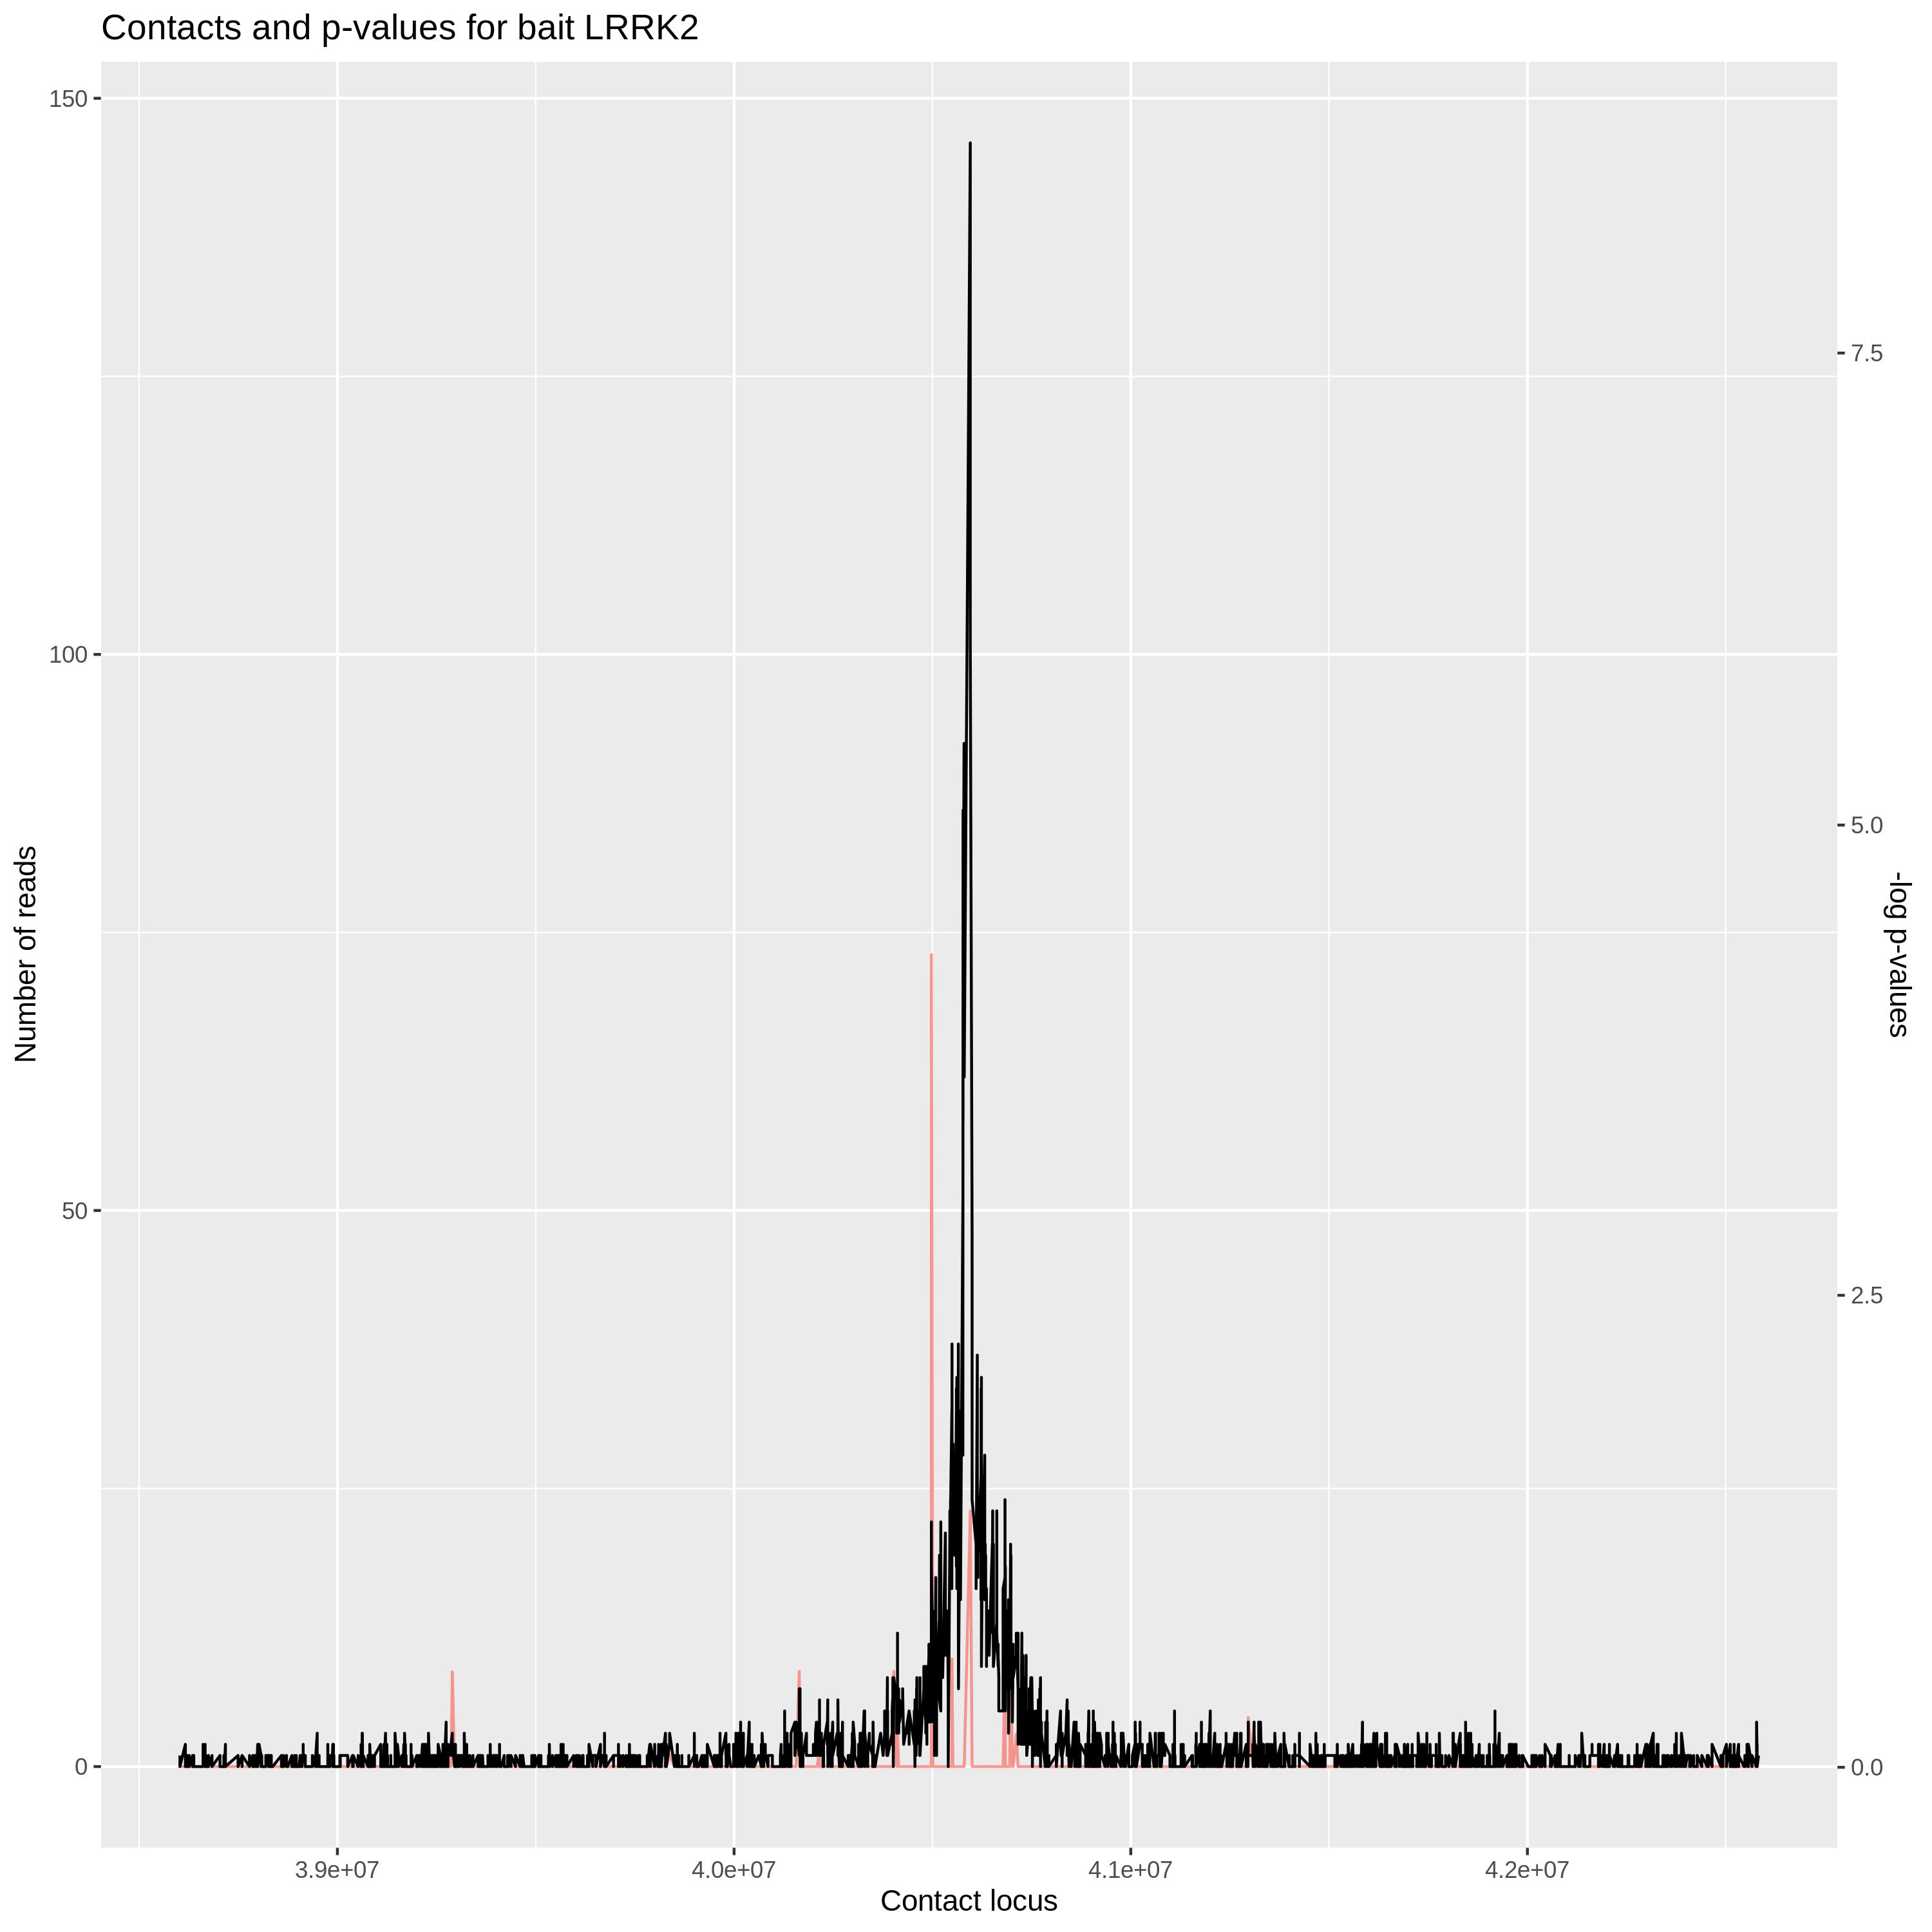 Contacts and p-values for bait LRRK2
150
100
50
0
Number of reads
7.5
5.0
2.5
0.0
-log p-values
3.9e+07
4.0e+07
4.1e+07
4.2e+07
Contact locus